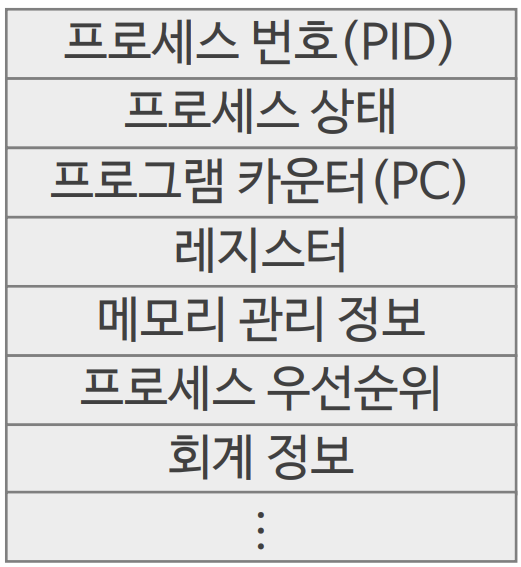 프로세스 번호(PID)
프로세스 상태
프로그램 카운터(PC)
레지스터
메모리 관리 정보
프로세스 우선순위
회계 정보
⋮